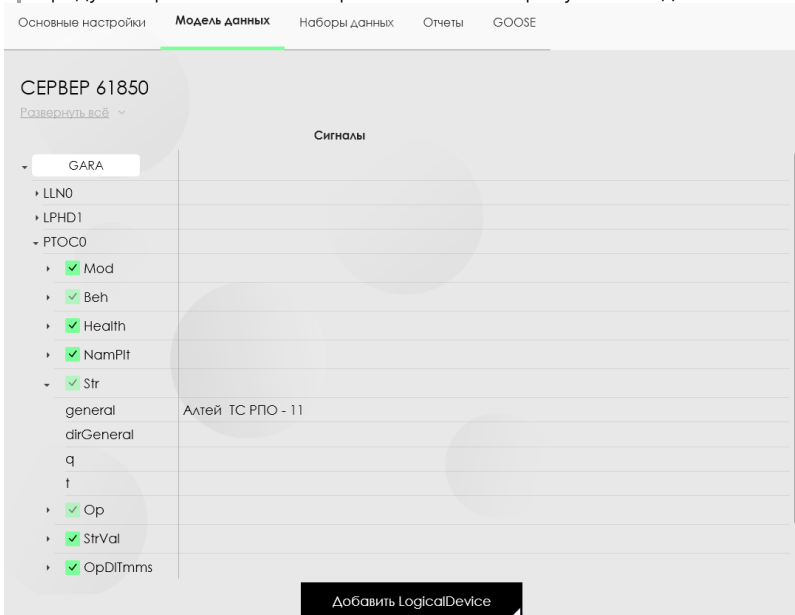 Основные настройки Модель данных Наборы данных Отчеты GOOSE
СЕРВЕР 61850
Развернуть всё
Сигналы
GARA
LLN0
LPHD1
PTOC0
Mod
Beh
Health
NamPlt
Str
general Алтей ТС РПО - 11
dirGeneral
q
t
Op
StrVal
OpDlTmms
Добавить LogicalDevice